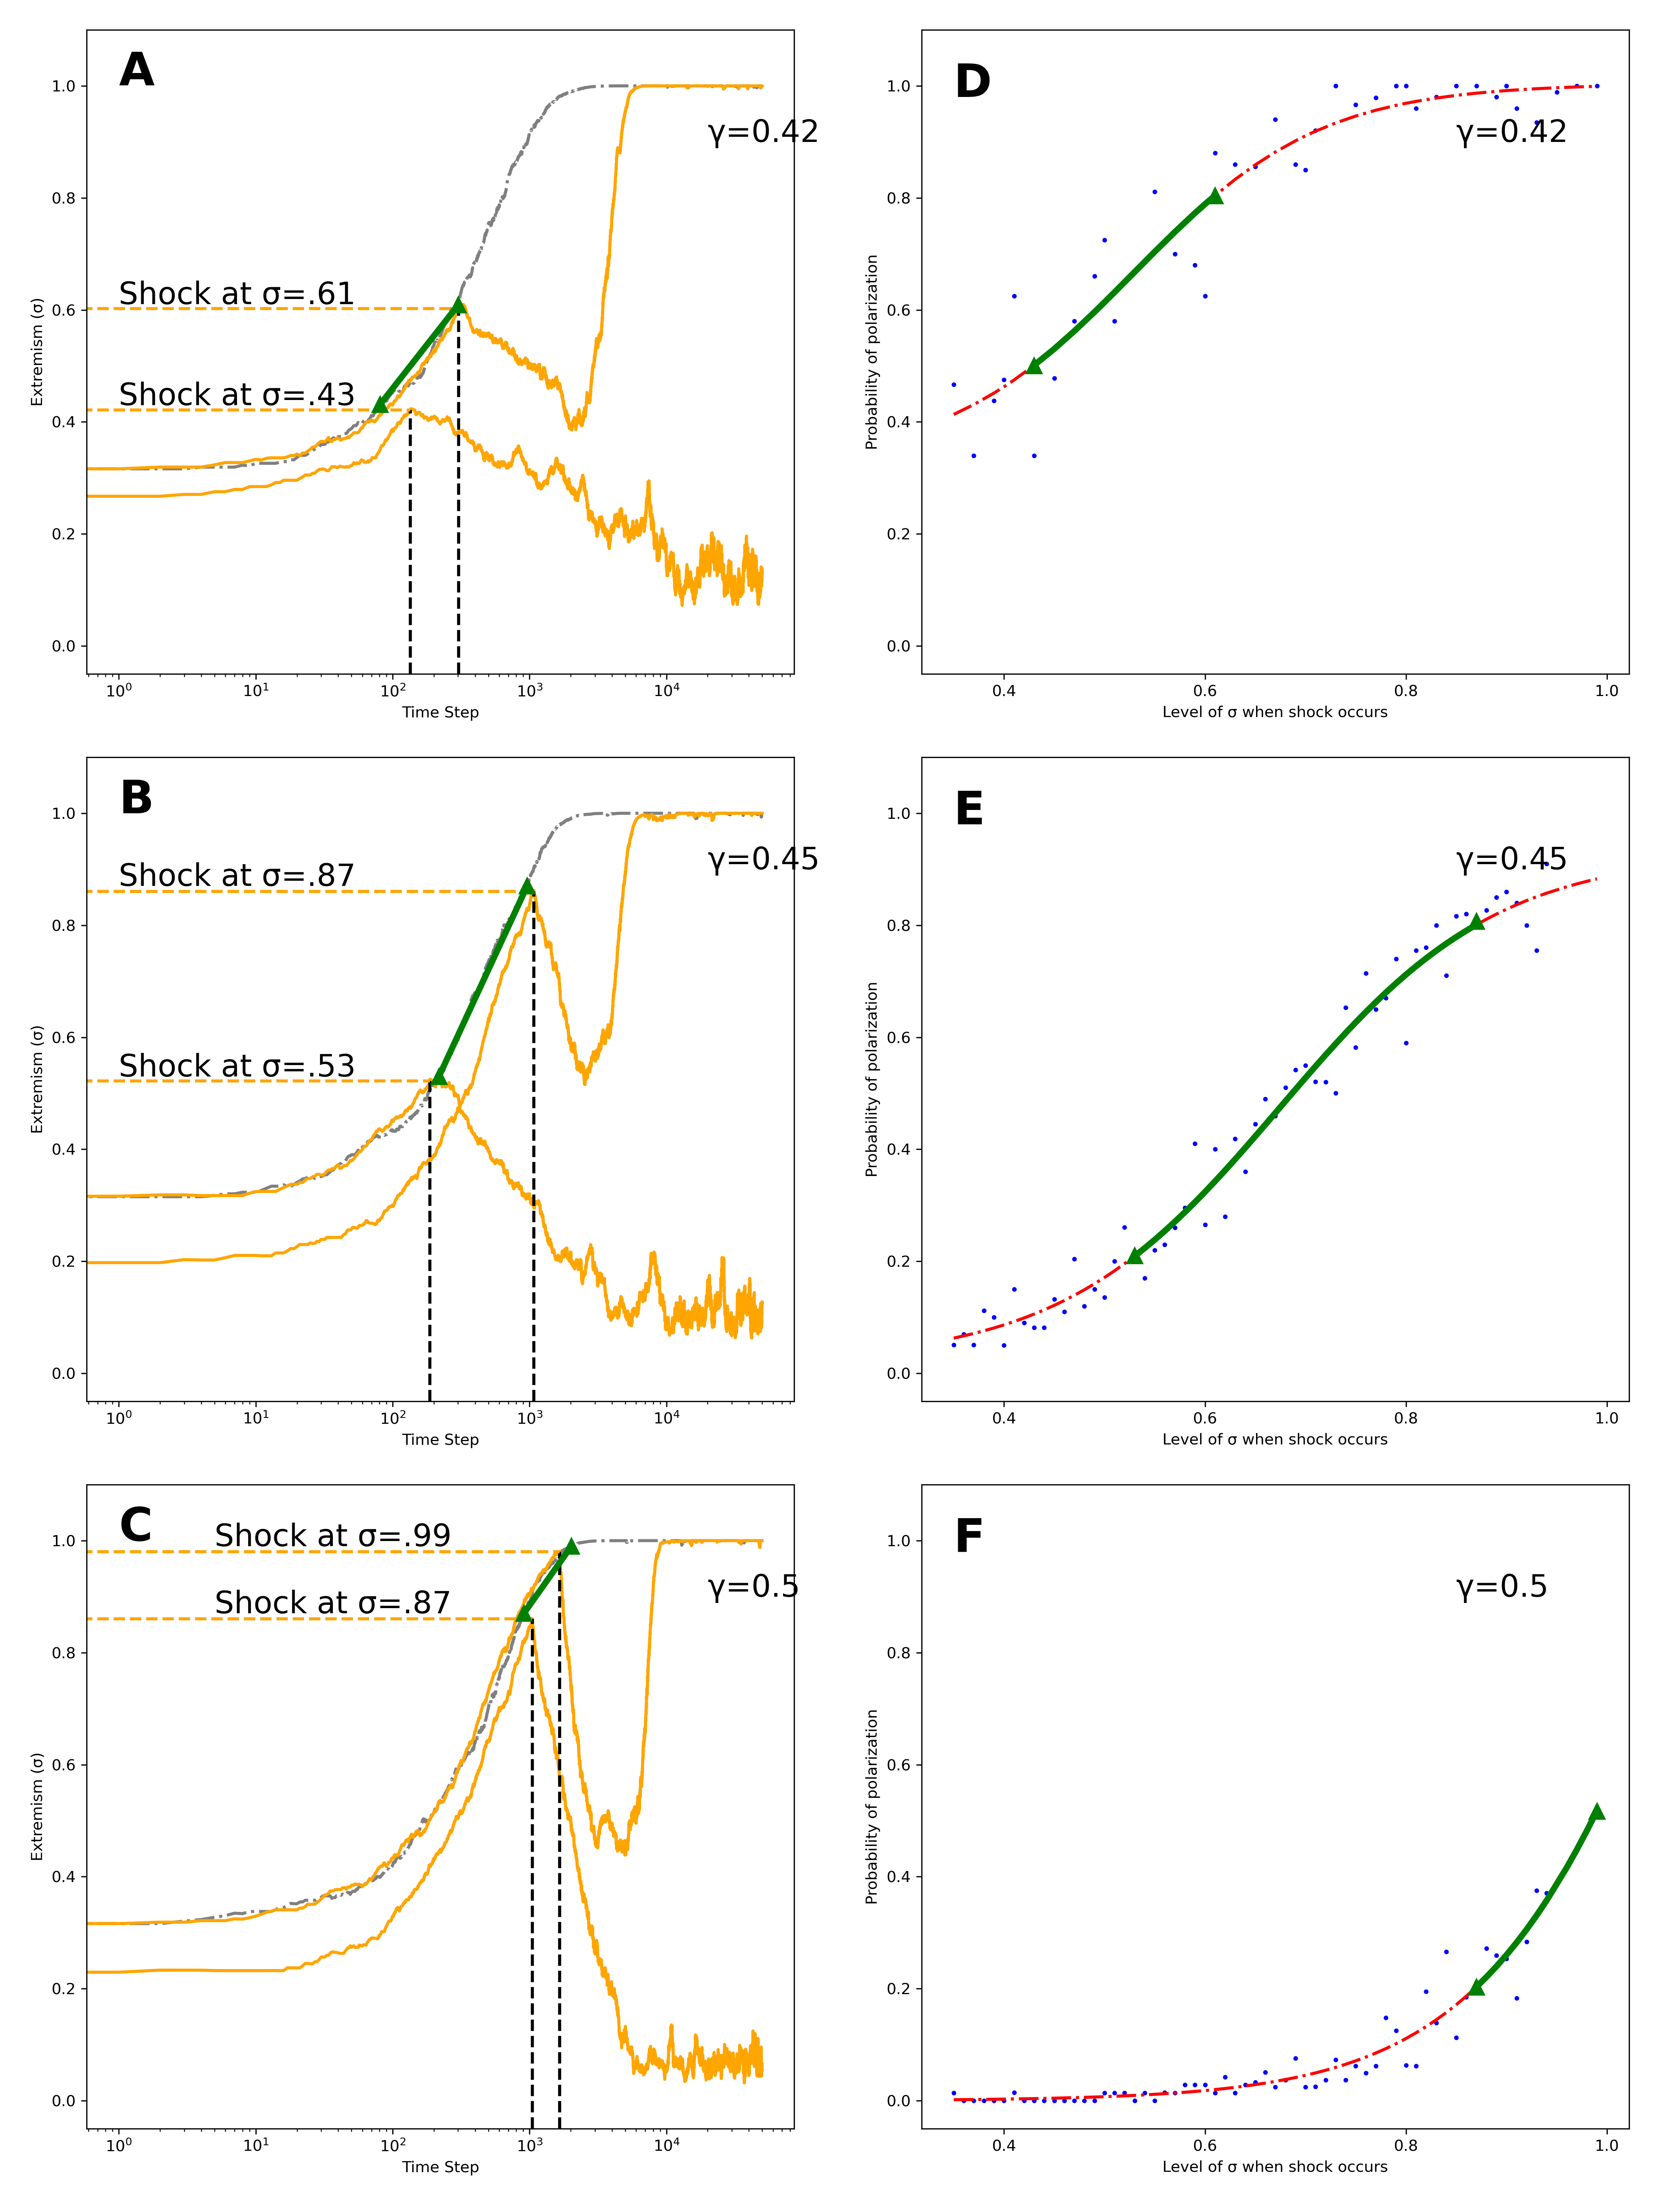 A
1.0
0.8
0.6
0.4
0.2
0.0
γ=0.42
Shock at σ=.61
Shock at σ=.43
Extremism (σ)
10⁰ 10¹ 10² 10³ 10⁴
Time Step
D
1.0
0.8
0.6
0.4
0.2
0.0
γ=0.42
Probability of polarization
0.4 0.6 0.8 1.0
Level of σ when shock occurs
B
1.0
0.8
0.6
0.4
0.2
0.0
γ=0.45
Shock at σ=.87
Shock at σ=.53
Extremism (σ)
10⁰ 10¹ 10² 10³ 10⁴
Time Step
E
1.0
0.8
0.6
0.4
0.2
0.0
γ=0.45
Probability of polarization
0.4 0.6 0.8 1.0
Level of σ when shock occurs
C
1.0
0.8
0.6
0.4
0.2
0.0
Shock at σ=.99
γ=0.5
Shock at σ=.87
Extremism (σ)
10⁰ 10¹ 10² 10³ 10⁴
Time Step
F
1.0
0.8
0.6
0.4
0.2
0.0
γ=0.5
Probability of polarization
0.4 0.6 0.8 1.0
Level of σ when shock occurs